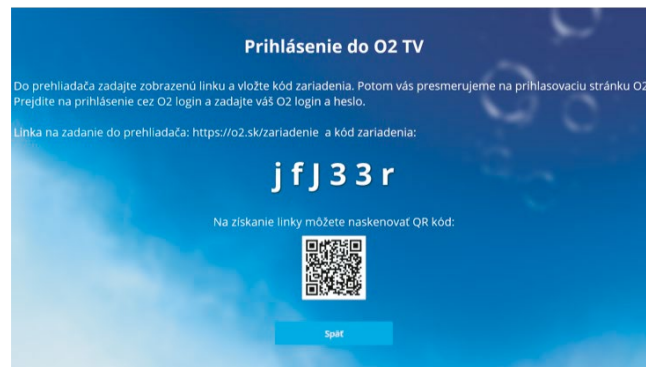 Prihlásenie do O2 TV
Do prehliadača zadajte zobrazenú linku a vložte kód zariadenia. Potom vás presmerujeme na prihlasovaciu stránku O2
Prejdite na prihlásenie cez O2 login a zadajte váš O2 login a heslo.
Linka na zadanie do prehliadača: https://o2.sk/zariadenie a kód zariadenia:
j f J 3 3 r
Na získanie linky môžete naskenovať QR kód:
Späť